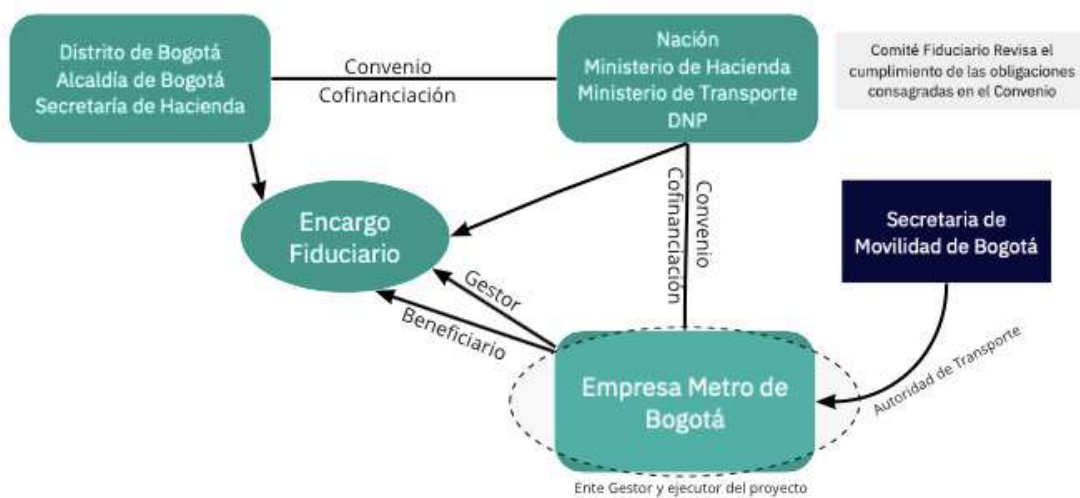 Distrito de Bogotá
Alcaldía de Bogotá
Secretaría de Hacienda
Convenio
Cofinanciación
Nación
Ministerio de Hacienda
Ministerio de Transporte
DNP
Comité Fiduciario Revisa el
cumplimiento de las obligaciones
consagradas en el Convenio
Encargo
Fiduciario
Convenio
Cofinanciación
Secretaria de
Movilidad de Bogotá
Gestor
Beneficiario
Autoridad de Transporte
Empresa Metro de
Bogotá
Ente Gestor y ejecutor del proyecto